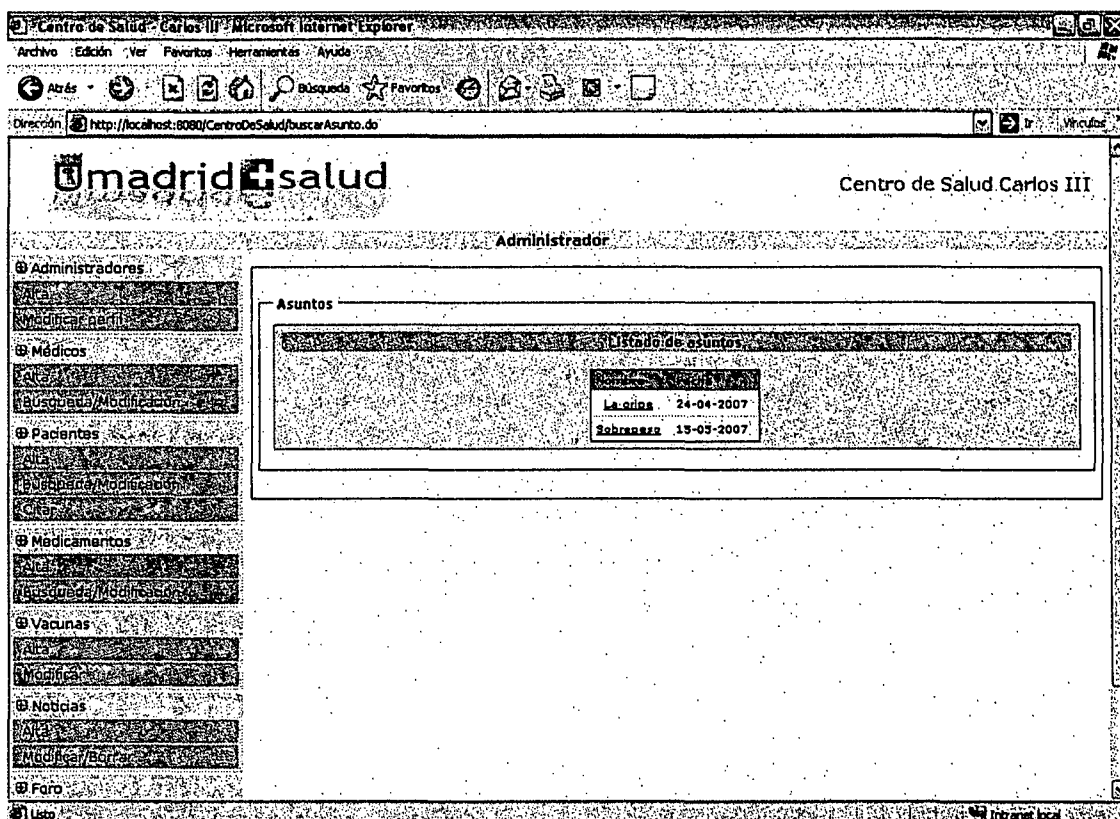 Centro de Salud - Carlos III - Microsoft Internet Explorer
Archivo Edición Ver Favoritos Herramientas Ayuda
Atrás Búsqueda Favoritos
Dirección http://localhost:8080/CentroDeSalud/buscarAsunto.do Ir Vínculos
madrid salud
Centro de Salud Carlos III
Administrador
Administradores
Alta
Modificar perfil
Médicos
Alta
Búsqueda/Modificación
Pacientes
Alta
Búsqueda/Modificación
Citar
Medicamentos
Alta
Búsqueda/Modificación
Vacunas
Alta
Modificar
Noticias
Alta
Modificar/Borrar
Foro
Asuntos
Listado de asuntos
La gripe 24-04-2007
Sobrepeso 15-05-2007
Listo Intranet local